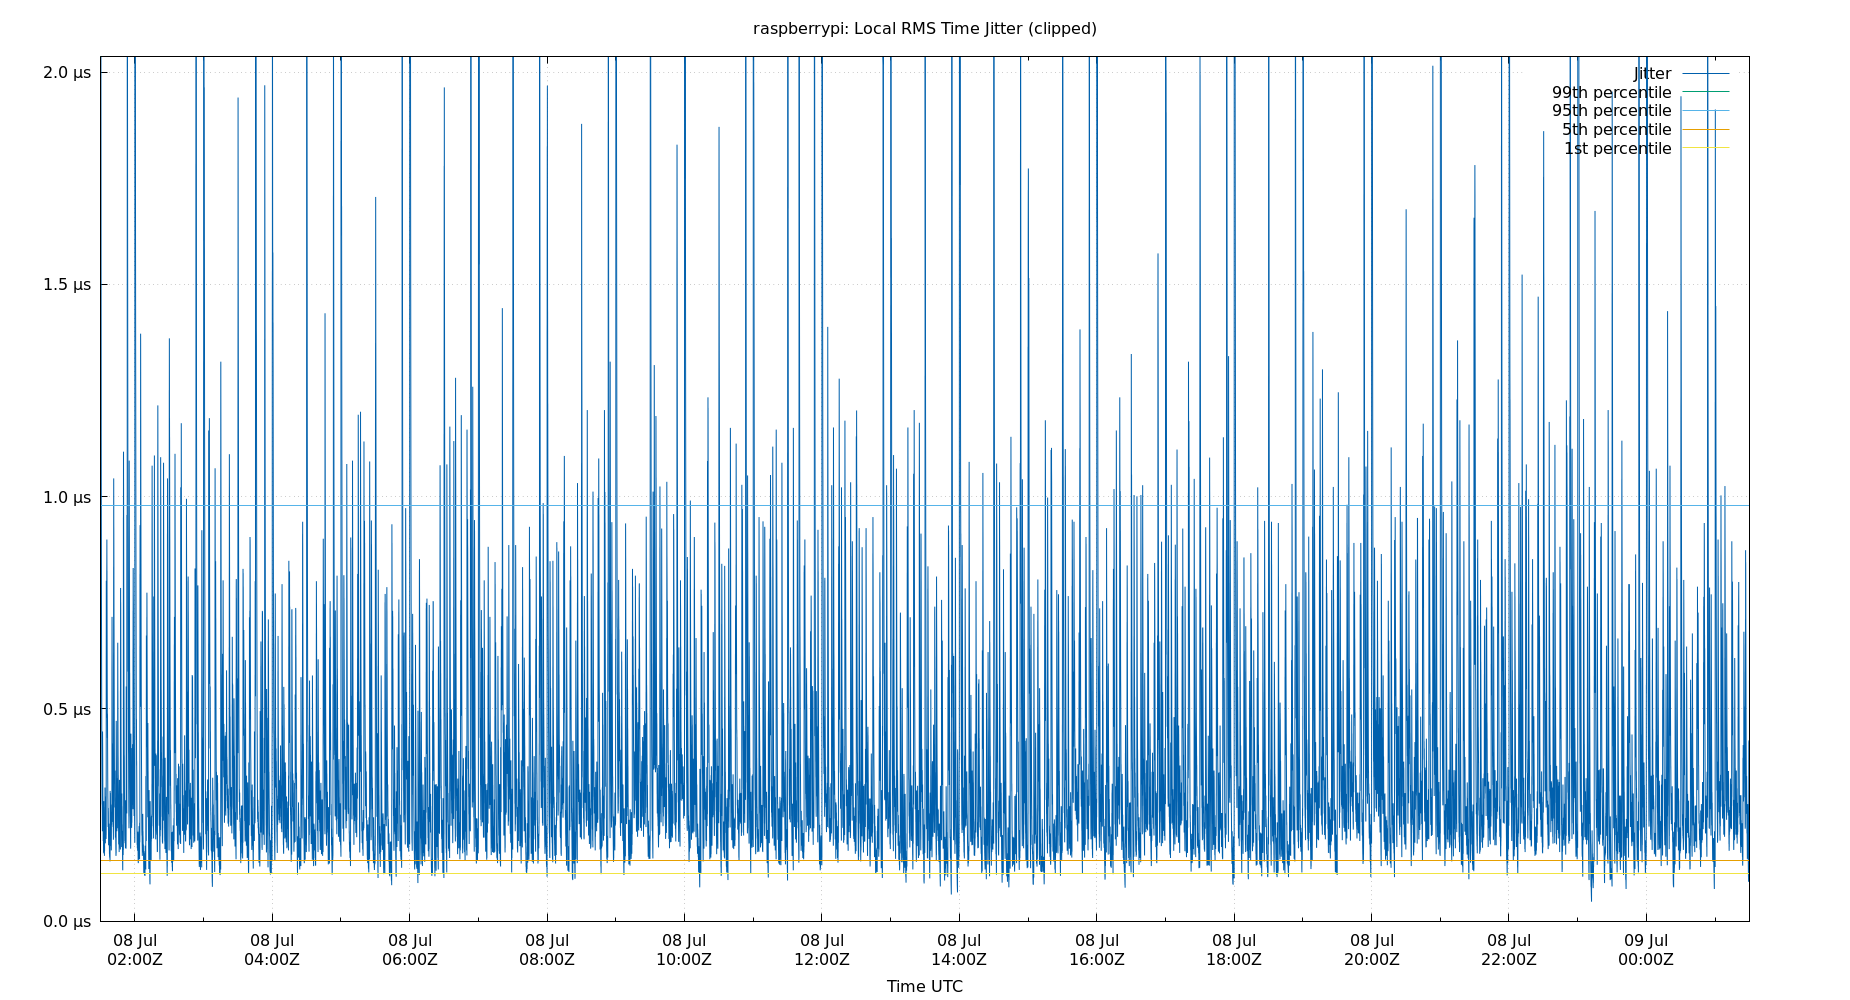 raspberrypi: Local RMS Time Jitter (clipped)
2.0 µs
1.5 µs
1.0 µs
0.5 µs
0.0 µs
Jitter
99th percentile
95th percentile
5th percentile
1st percentile
08 Jul 08 Jul 08 Jul 08 Jul 08 Jul 08 Jul 08 Jul 08 Jul 08 Jul 08 Jul 08 Jul 09 Jul
02:00Z 04:00Z 06:00Z 08:00Z 10:00Z 12:00Z 14:00Z 16:00Z 18:00Z 20:00Z 22:00Z 00:00Z
Time UTC